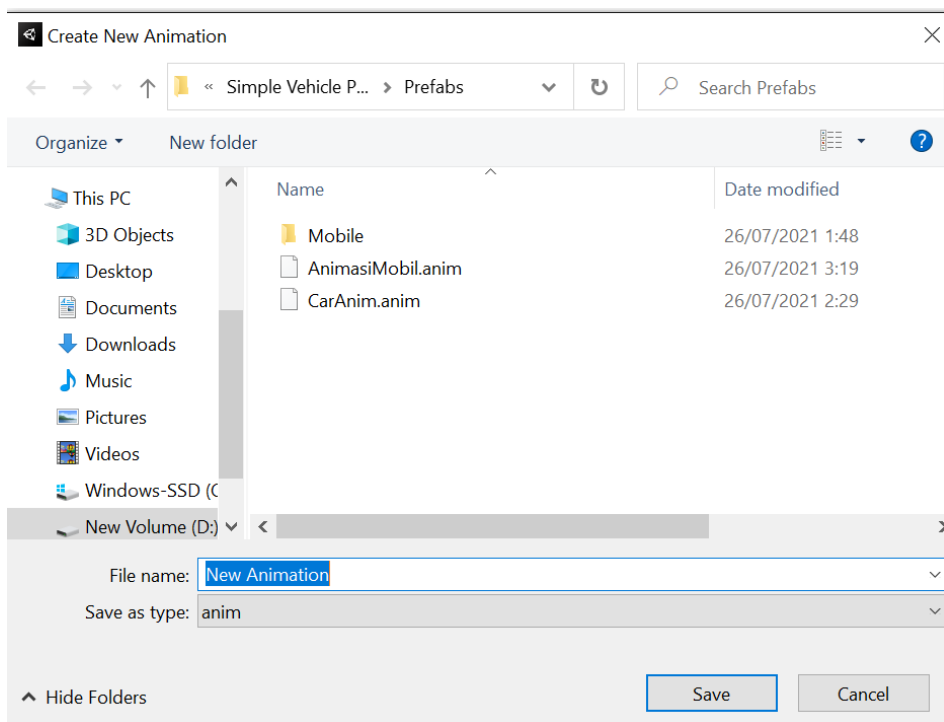 Create New Animation
« Simple Vehicle P... > Prefabs
Search Prefabs
Organize
New folder
Name
Date modified
This PC
3D Objects
Desktop
Documents
Downloads
Music
Pictures
Videos
Windows-SSD (C
New Volume (D:)
Mobile 26/07/2021 1:48
AnimasiMobil.anim 26/07/2021 3:19
CarAnim.anim 26/07/2021 2:29
File name: New Animation
Save as type: anim
Hide Folders
Save
Cancel